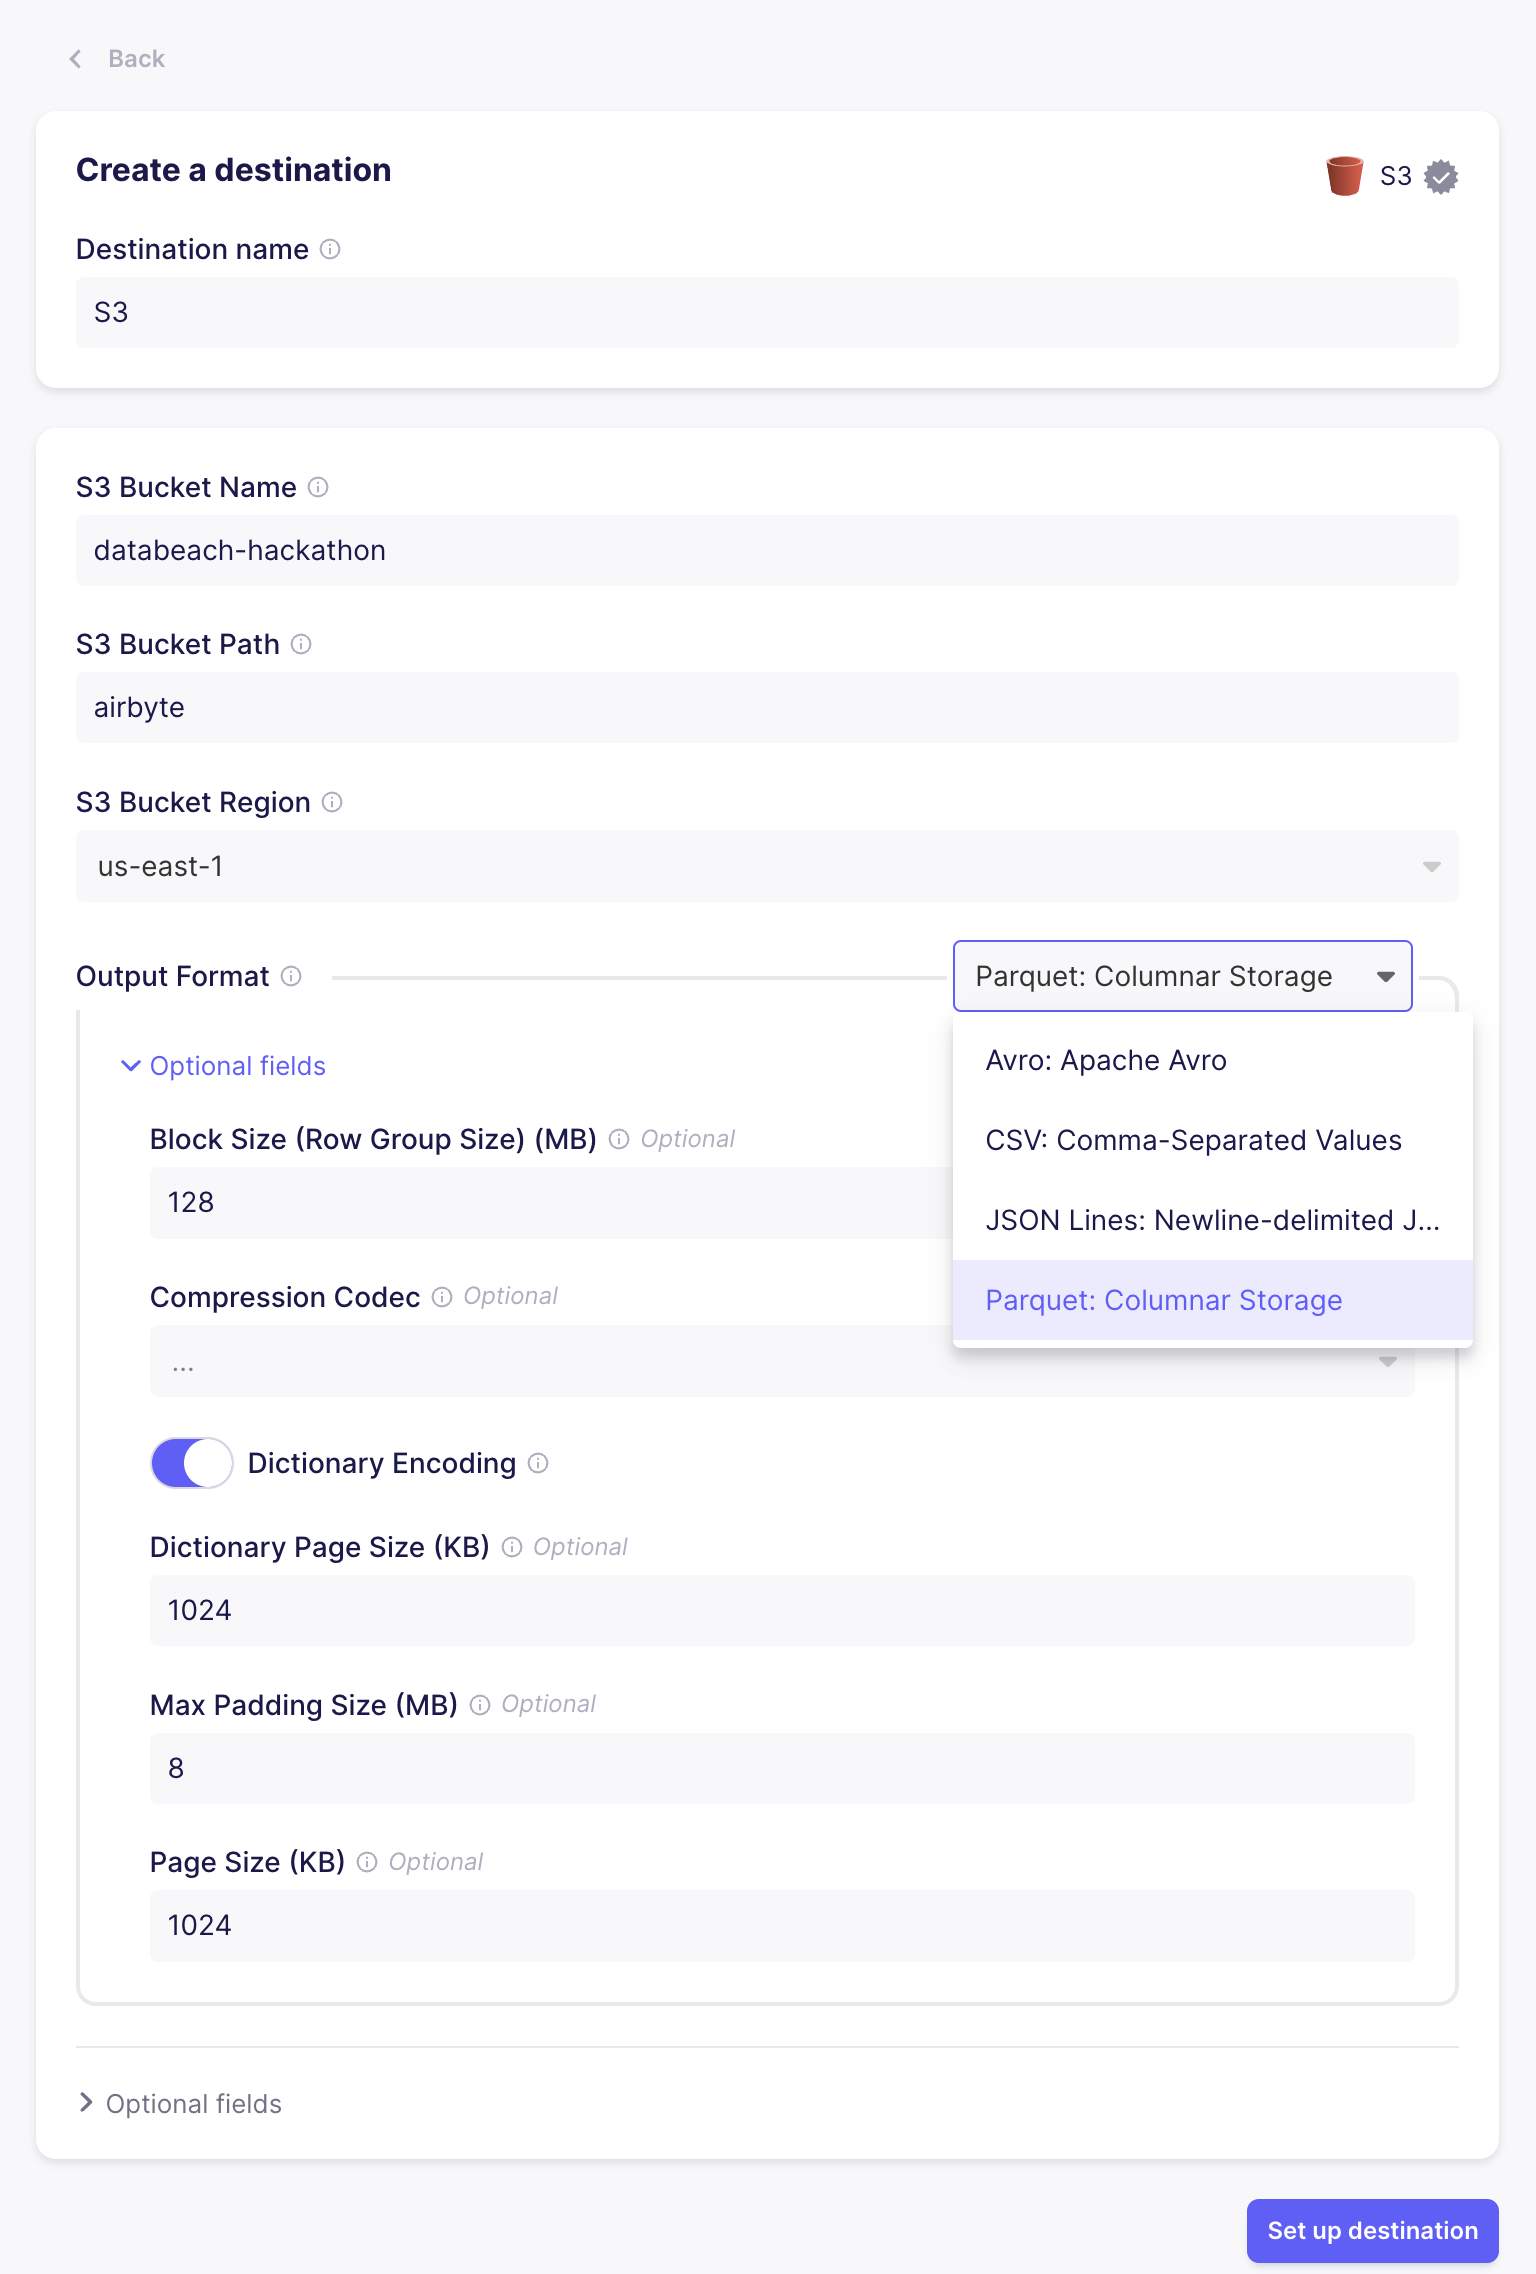 Back
Create a destination
S3
Destination name
S3
S3 Bucket Name
databeach-hackathon
S3 Bucket Path
airbyte
S3 Bucket Region
us-east-1
Output Format
Parquet: Columnar Storage
Avro: Apache Avro
CSV: Comma-Separated Values
JSON Lines: Newline-delimited J...
Parquet: Columnar Storage
Optional fields
Block Size (Row Group Size) (MB) Optional
128
Compression Codec Optional
...
Dictionary Encoding
Dictionary Page Size (KB) Optional
1024
Max Padding Size (MB) Optional
8
Page Size (KB) Optional
1024
Optional fields
Set up destination